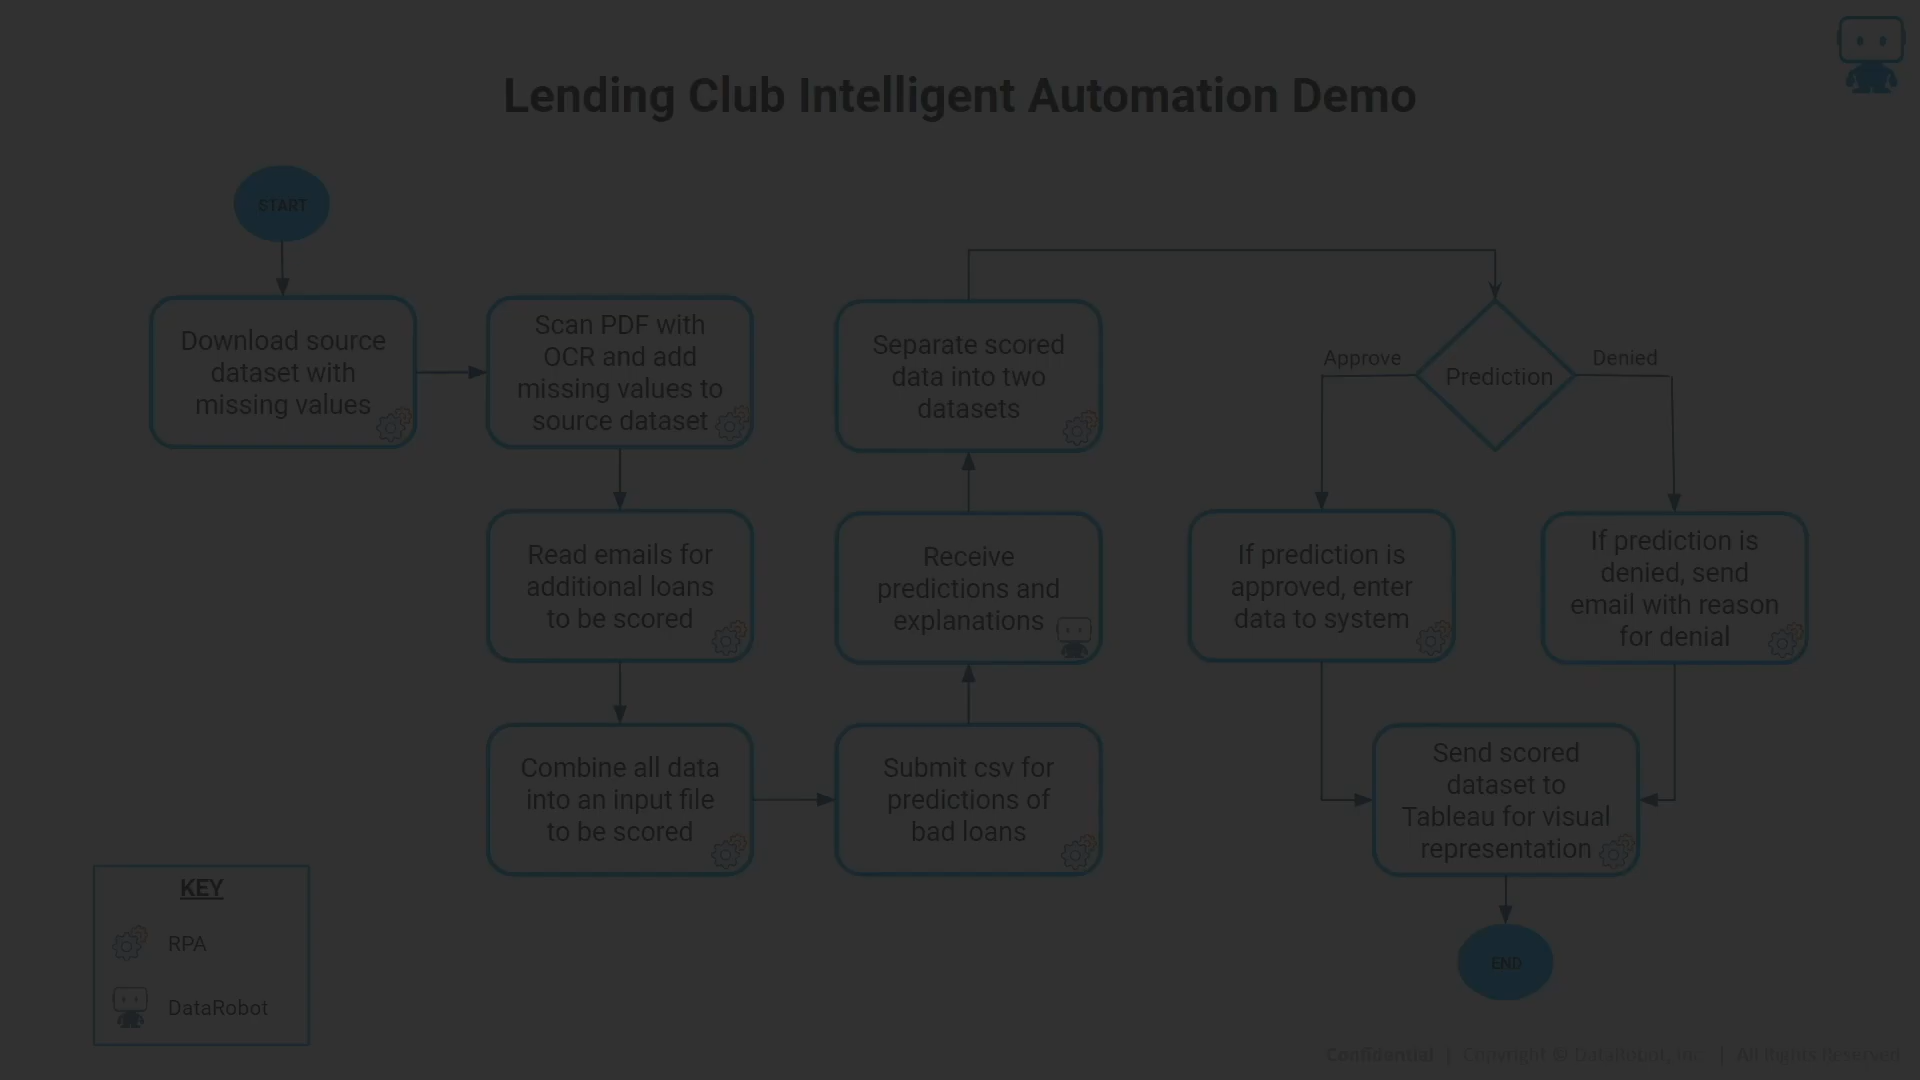 Lending Club Intelligent Automation Demo
START
Download source
dataset with
missing values
Scan PDF with
OCR and add
missing values to
source dataset
Read emails for
additional loans
to be scored
Combine all data
into an input file
to be scored
Submit csv for
predictions of
bad loans
Receive
predictions and
explanations
Separate scored
data into two
datasets
Prediction
Approve
Denied
If prediction is
approved, enter
data to system
If prediction is
denied, send
email with reason
for denial
Send scored
dataset to
Tableau for visual
representation
END
KEY
RPA
DataRobot
Confidential | Copyright © DataRobot, Inc. | All Rights Reserved